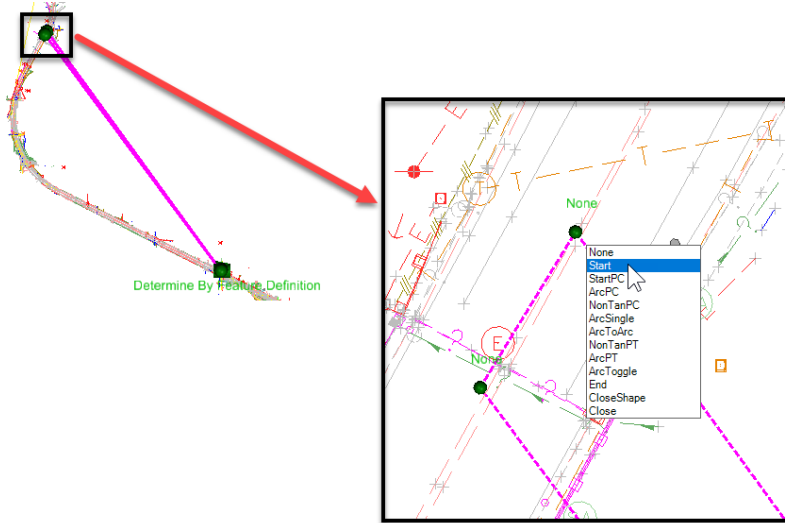 Determine By Feature Definition
E
E
T
T
T
None
None
Start
StartPC
ArcPC
NonTanPC
ArcSingle
ArcToArc
NonTanPT
ArcPT
ArcToggle
End
CloseShape
Close
E
None
D